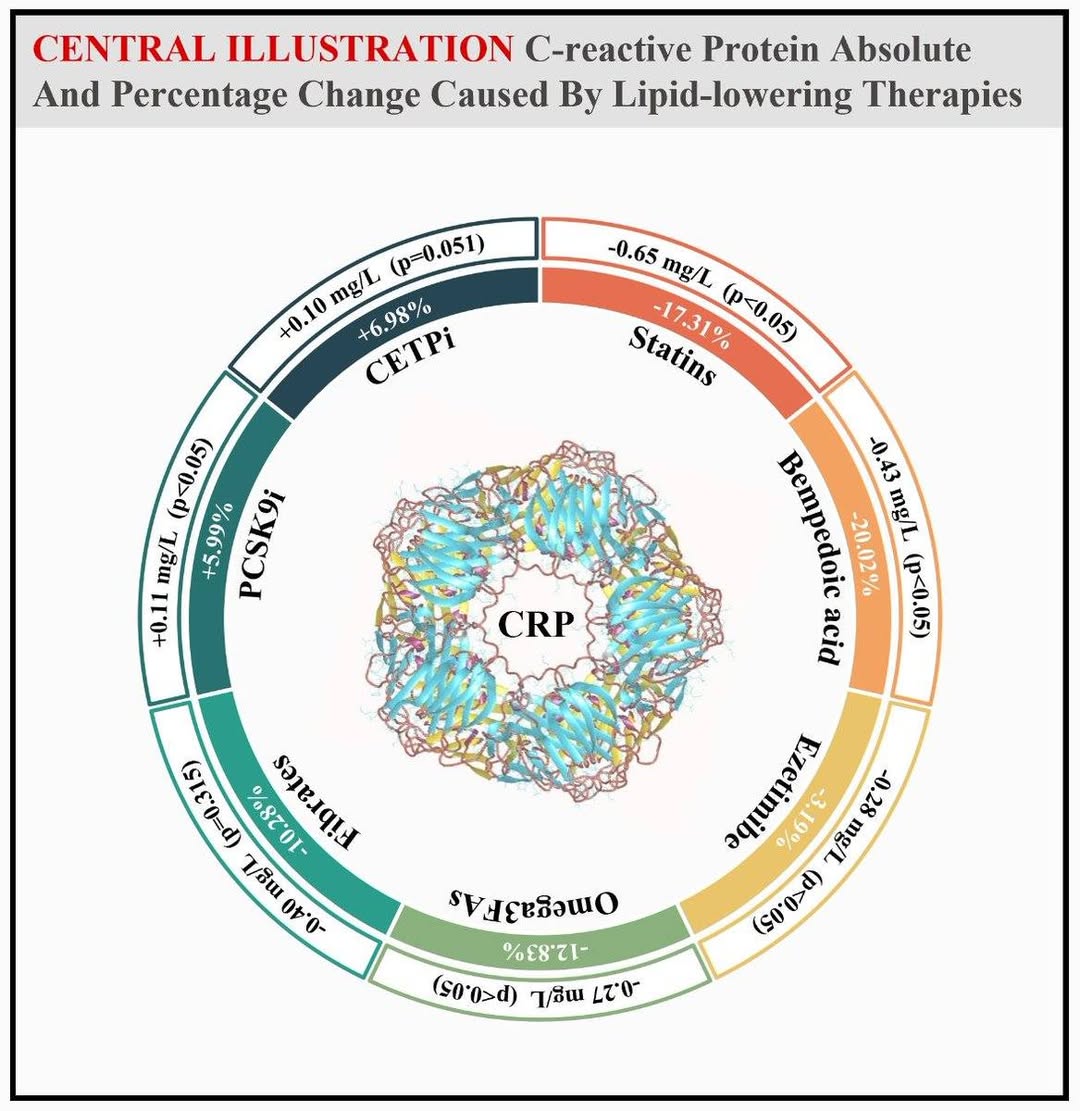 CENTRAL ILLUSTRATION C-reactive Protein Absolute
And Percentage Change Caused By Lipid-lowering Therapies
-0.65 mg/L (p<0.05)
-17.31%
Statins
-0.43 mg/L (p<0.05)
-20.02%
Bempedoic acid
-0.28 mg/L (p<0.05)
-3.19%
Ezetimibe
-0.27 mg/L (p<0.05)
-12.83%
Omega3FAs
-0.40 mg/L (p=0.315)
-10.28%
Fibrates
+0.11 mg/L (p<0.05)
+5.99%
PCSK9i
+0.10 mg/L (p=0.051)
+6.98%
CETPi
CRP